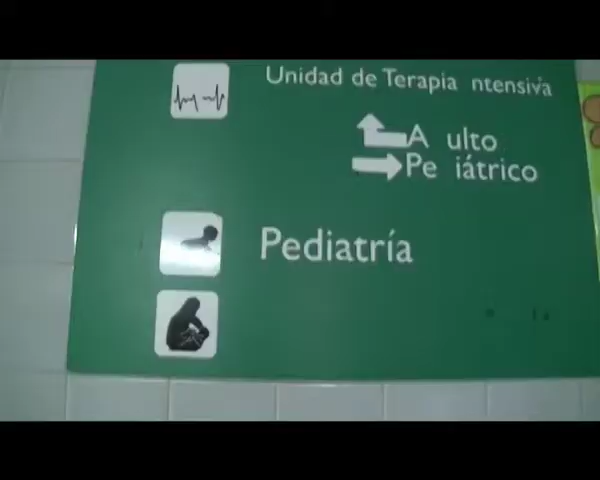 Unidad de Terapia ntensiva
A ulto
Pe iátrico
Pediatría